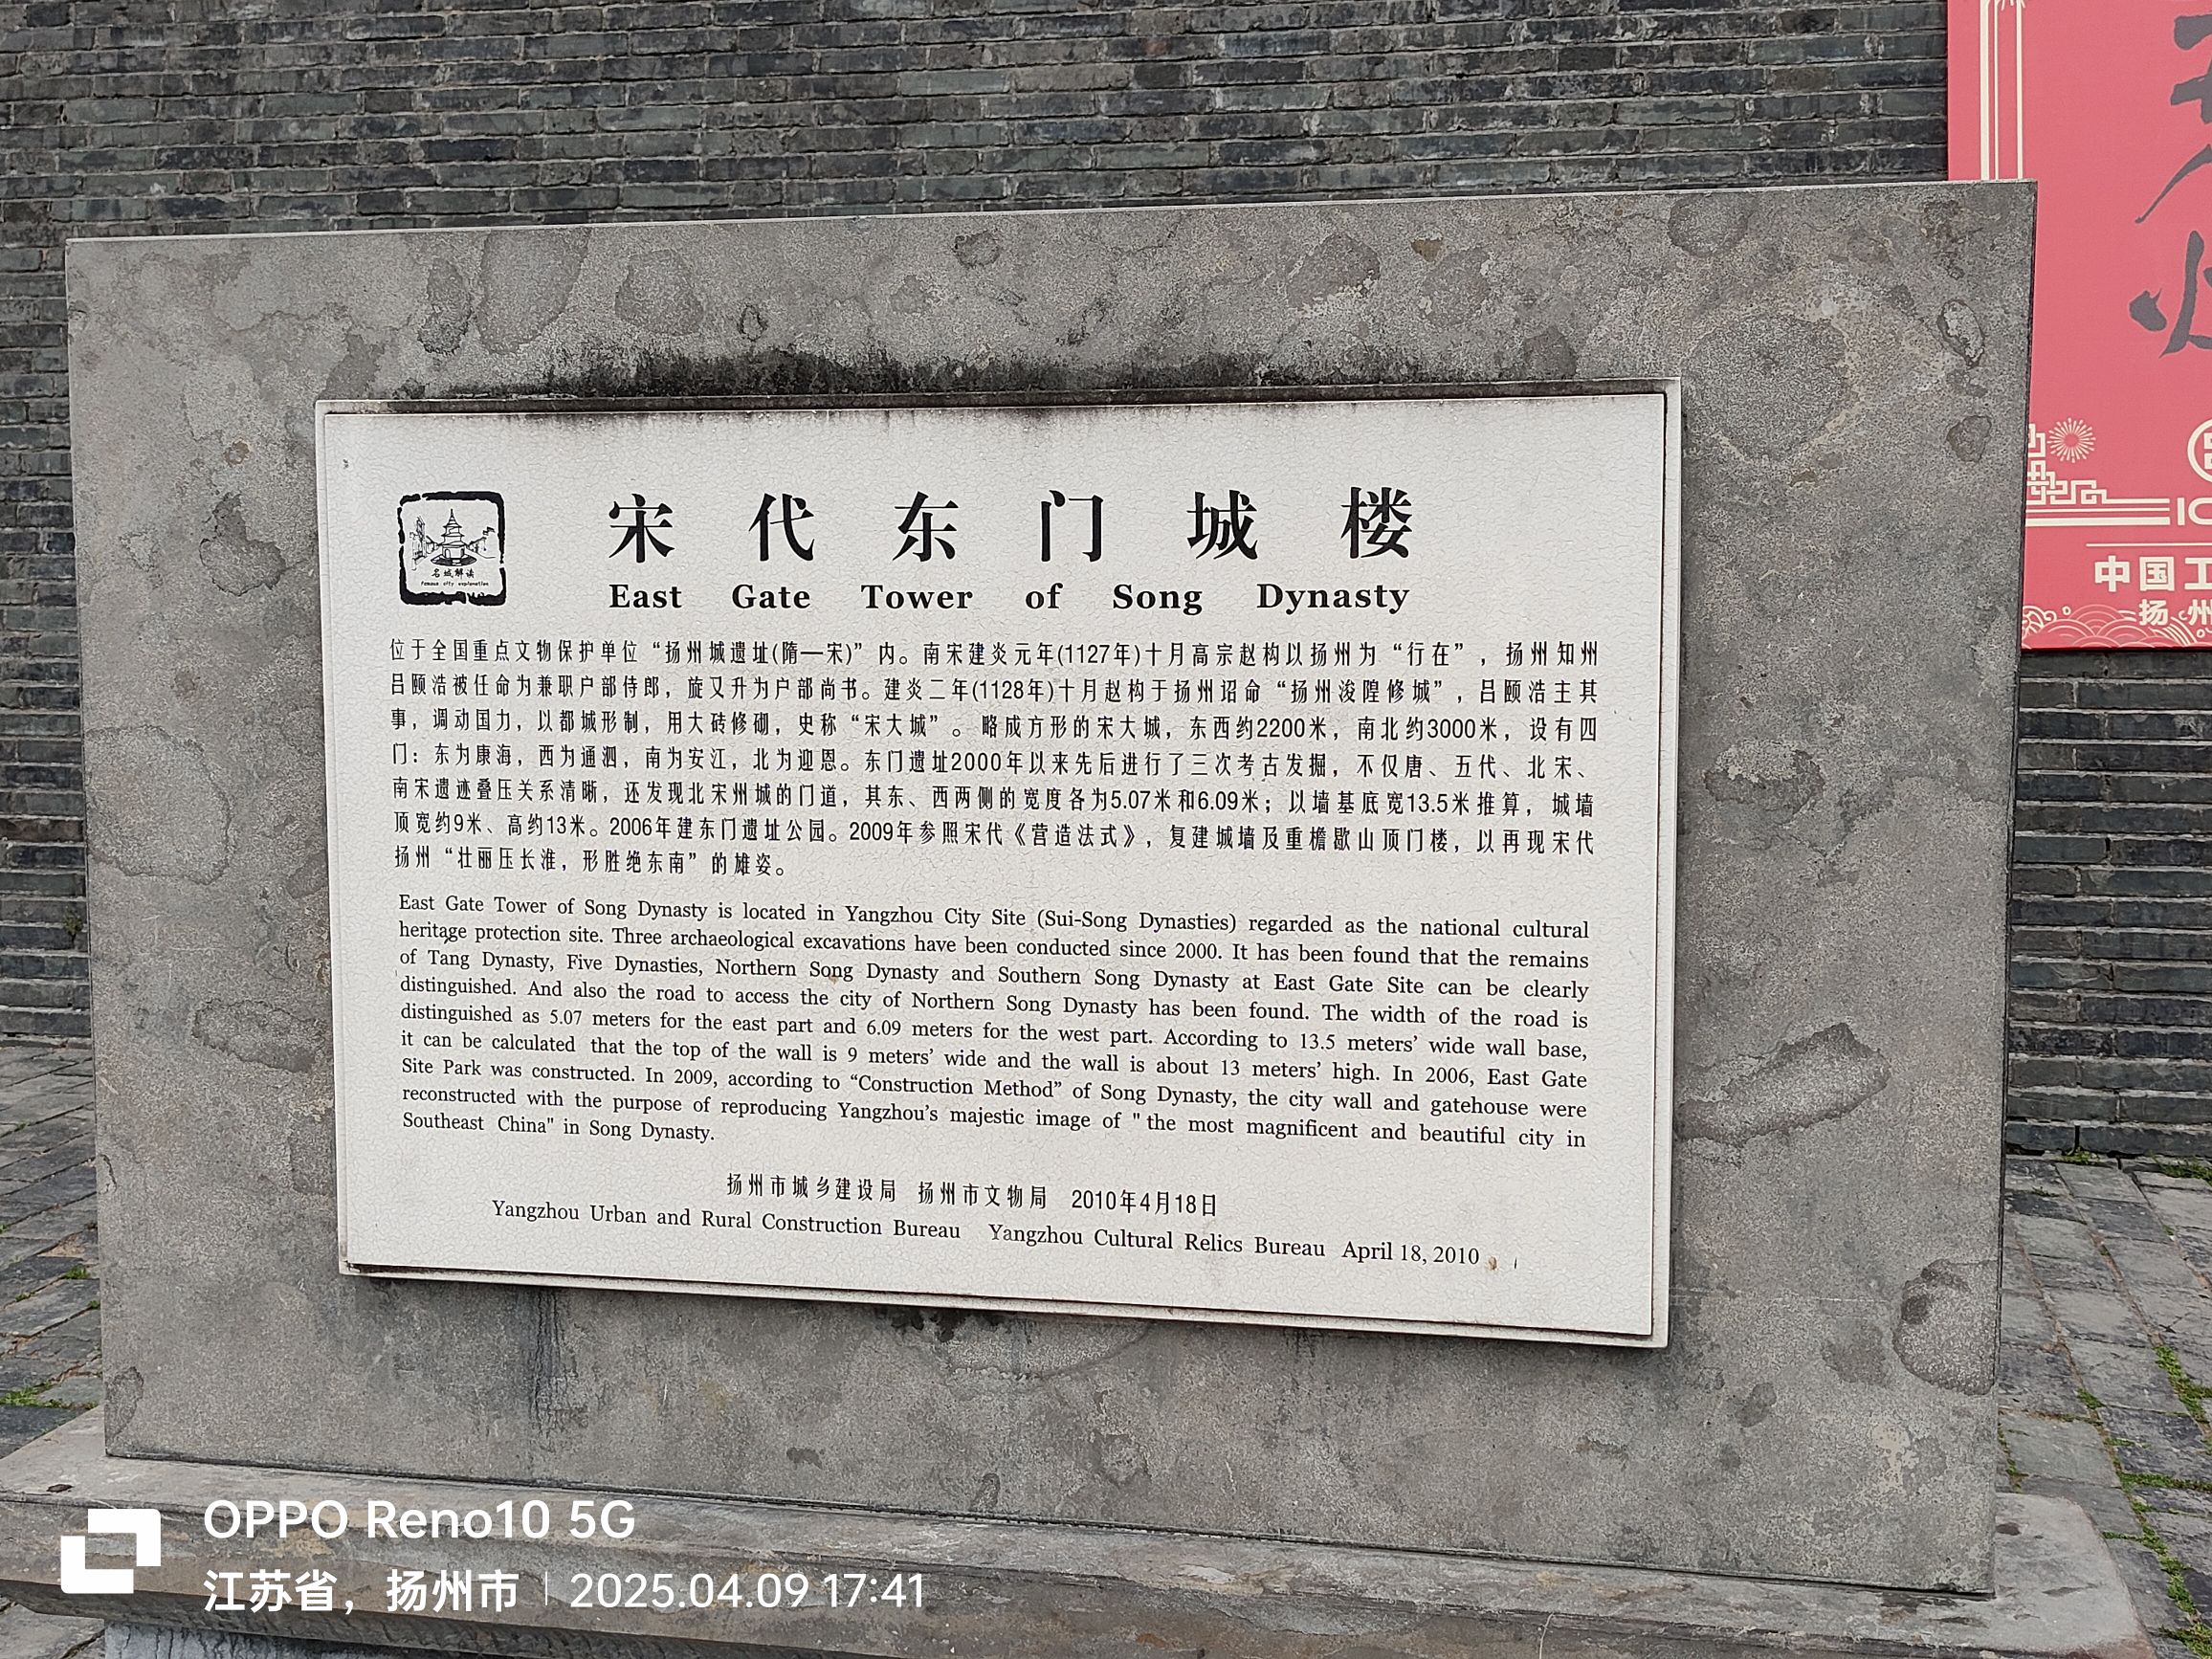 宋代东门城楼
East Gate Tower of Song Dynasty
名城解读
Famous city explanation
位于全国重点文物保护单位“扬州城遗址(隋—宋)”内。南宋建炎元年(1127年)十月高宗赵构以扬州为“行在”，扬州知州
吕颐浩被任命为兼职户部侍郎，旋又升为户部尚书。建炎二年(1128年)十月赵构于扬州诏命“扬州浚隍修城”，吕颐浩主其
事，调动国力，以都城形制，用大砖修砌，史称“宋大城”。略成方形的宋大城，东西约2200米，南北约3000米，设有四
门：东为康海，西为通泗，南为安江，北为迎恩。东门遗址2000年以来先后进行了三次考古发掘，不仅唐、五代、北宋、
南宋遗迹叠压关系清晰，还发现北宋州城的门道，其东、西两侧的宽度各为5.07米和6.09米；以墙基底宽13.5米推算，城墙
顶宽约9米、高约13米。2006年建东门遗址公园。2009年参照宋代《营造法式》，复建城墙及重檐歇山顶门楼，以再现宋代
扬州“壮丽压长淮，形胜绝东南”的雄姿。
East Gate Tower of Song Dynasty is located in Yangzhou City Site (Sui-Song Dynasties) regarded as the national cultural
heritage protection site. Three archaeological excavations have been conducted since 2000. It has been found that the remains
of Tang Dynasty, Five Dynasties, Northern Song Dynasty and Southern Song Dynasty at East Gate Site can be clearly
distinguished. And also the road to access the city of Northern Song Dynasty has been found. The width of the road is
distinguished as 5.07 meters for the east part and 6.09 meters for the west part. According to 13.5 meters’ wide wall base,
it can be calculated that the top of the wall is 9 meters’ wide and the wall is about 13 meters’ high. In 2006, East Gate
Site Park was constructed. In 2009, according to “Construction Method” of Song Dynasty, the city wall and gatehouse were
reconstructed with the purpose of reproducing Yangzhou’s majestic image of " the most magnificent and beautiful city in
Southeast China" in Song Dynasty.
扬州市城乡建设局 扬州市文物局 2010年4月18日
Yangzhou Urban and Rural Construction Bureau Yangzhou Cultural Relics Bureau April 18, 2010
中国工
扬州
OPPO Reno10 5G
江苏省，扬州市 | 2025.04.09 17:41